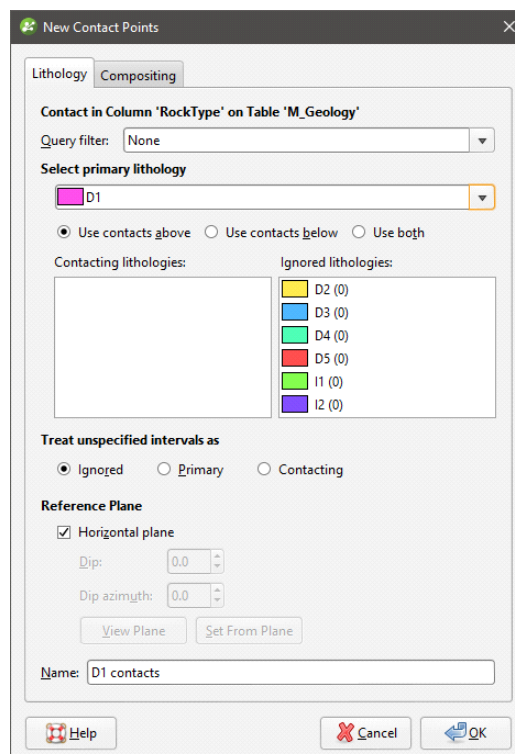 New Contact Points
Lithology Compositing
Contact in Column 'RockType' on Table 'M_Geology'
Query filter: None
Select primary lithology
D1
Use contacts above Use contacts below Use both
Contacting lithologies: Ignored lithologies:
D2 (0)
D3 (0)
D4 (0)
D5 (0)
I1 (0)
I2 (0)
Treat unspecified intervals as
Ignored Primary Contacting
Reference Plane
Horizontal plane
Dip: 0.0
Dip azimuth: 0.0
View Plane Set From Plane
Name: D1 contacts
Help Cancel OK